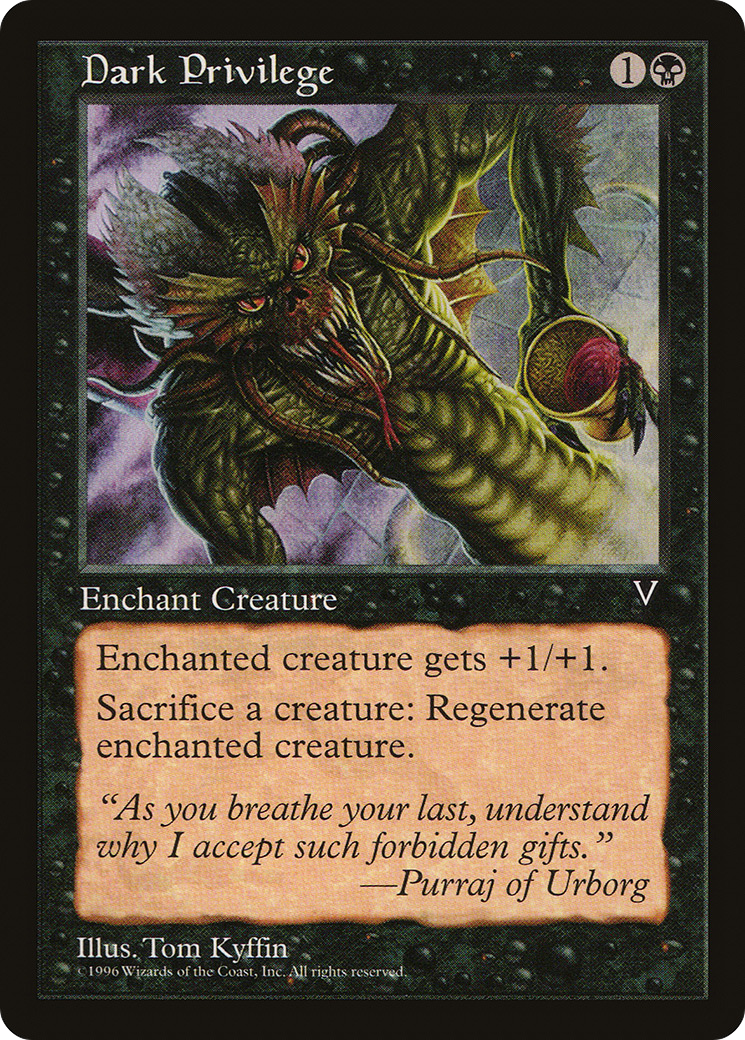 Dark Privilege 1
Enchant Creature V
Enchanted creature gets +1/+1.
Sacrifice a creature: Regenerate
enchanted creature.
“As you breathe your last, understand
why I accept such forbidden gifts.”
—Purraj of Urborg
Illus. Tom Kyffin
©1996 Wizards of the Coast, Inc. All rights reserved.